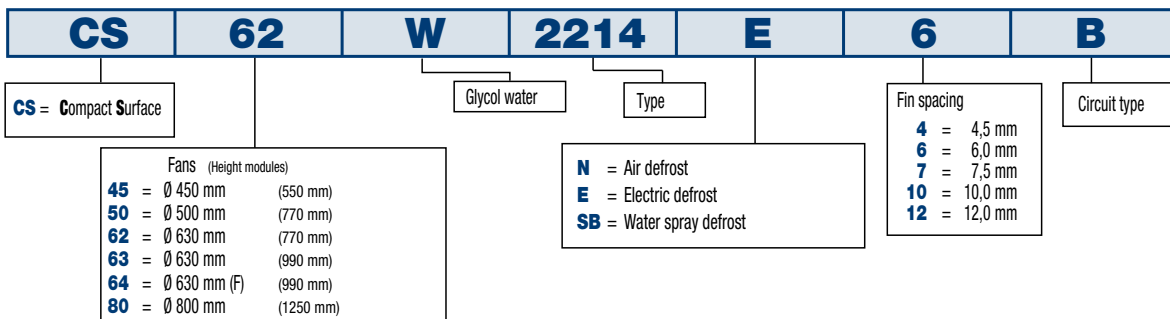 CS 62 W 2214 E 6 B
CS = Compact Surface
Glycol water
Type
Fin spacing
4 = 4,5 mm
6 = 6,0 mm
7 = 7,5 mm
10 = 10,0 mm
12 = 12,0 mm
Circuit type
Fans (Height modules)
45 = Ø 450 mm (550 mm)
50 = Ø 500 mm (770 mm)
62 = Ø 630 mm (770 mm)
63 = Ø 630 mm (990 mm)
64 = Ø 630 mm (F) (990 mm)
80 = Ø 800 mm (1250 mm)
N = Air defrost
E = Electric defrost
SB = Water spray defrost